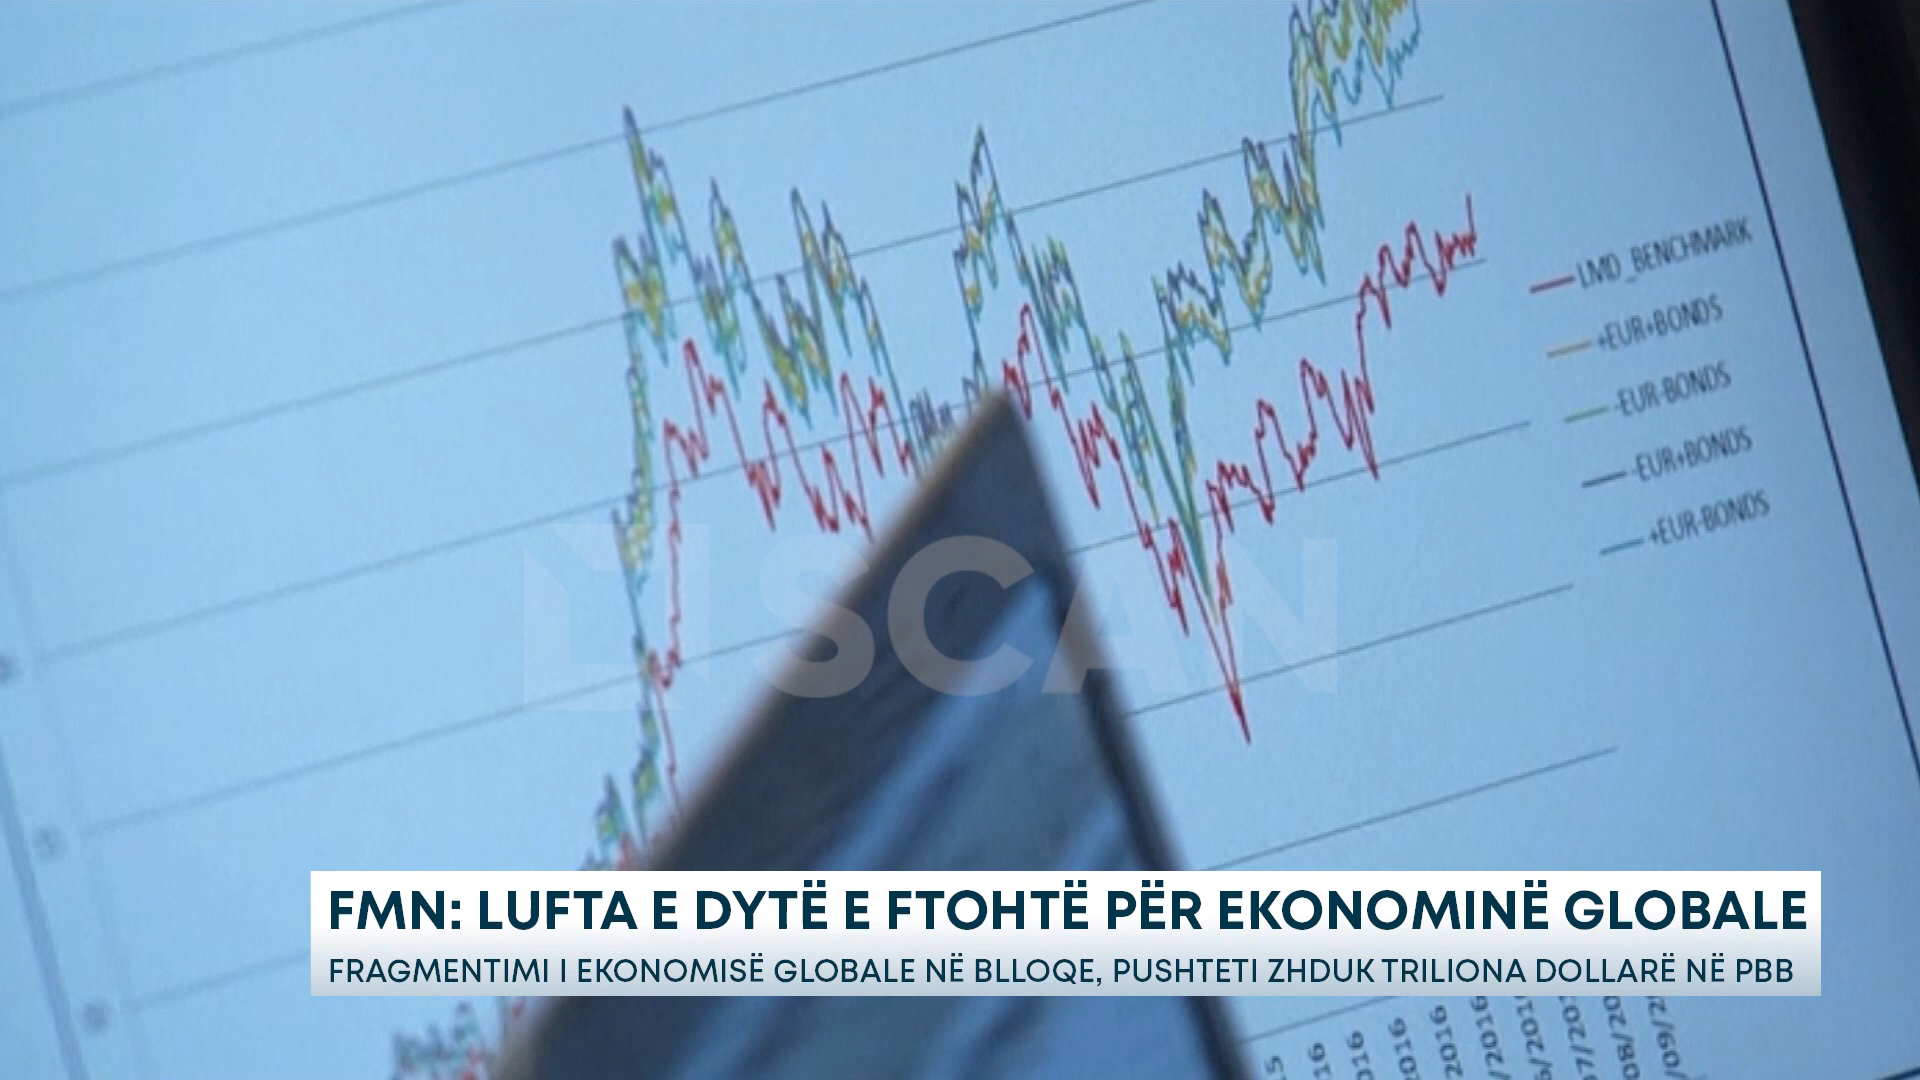 LMD_BENCHMARK
+EUR+BONDS
-EUR-BONDS
-EUR+BONDS
+EUR-BONDS
SCAN
FMN: LUFTA E DYTË E FTOHTË PËR EKONOMINË GLOBALE
FRAGMENTIMI I EKONOMISË GLOBALE NË BLLOQE, PUSHTETI ZHDUK TRILIONA DOLLARË NË PBB